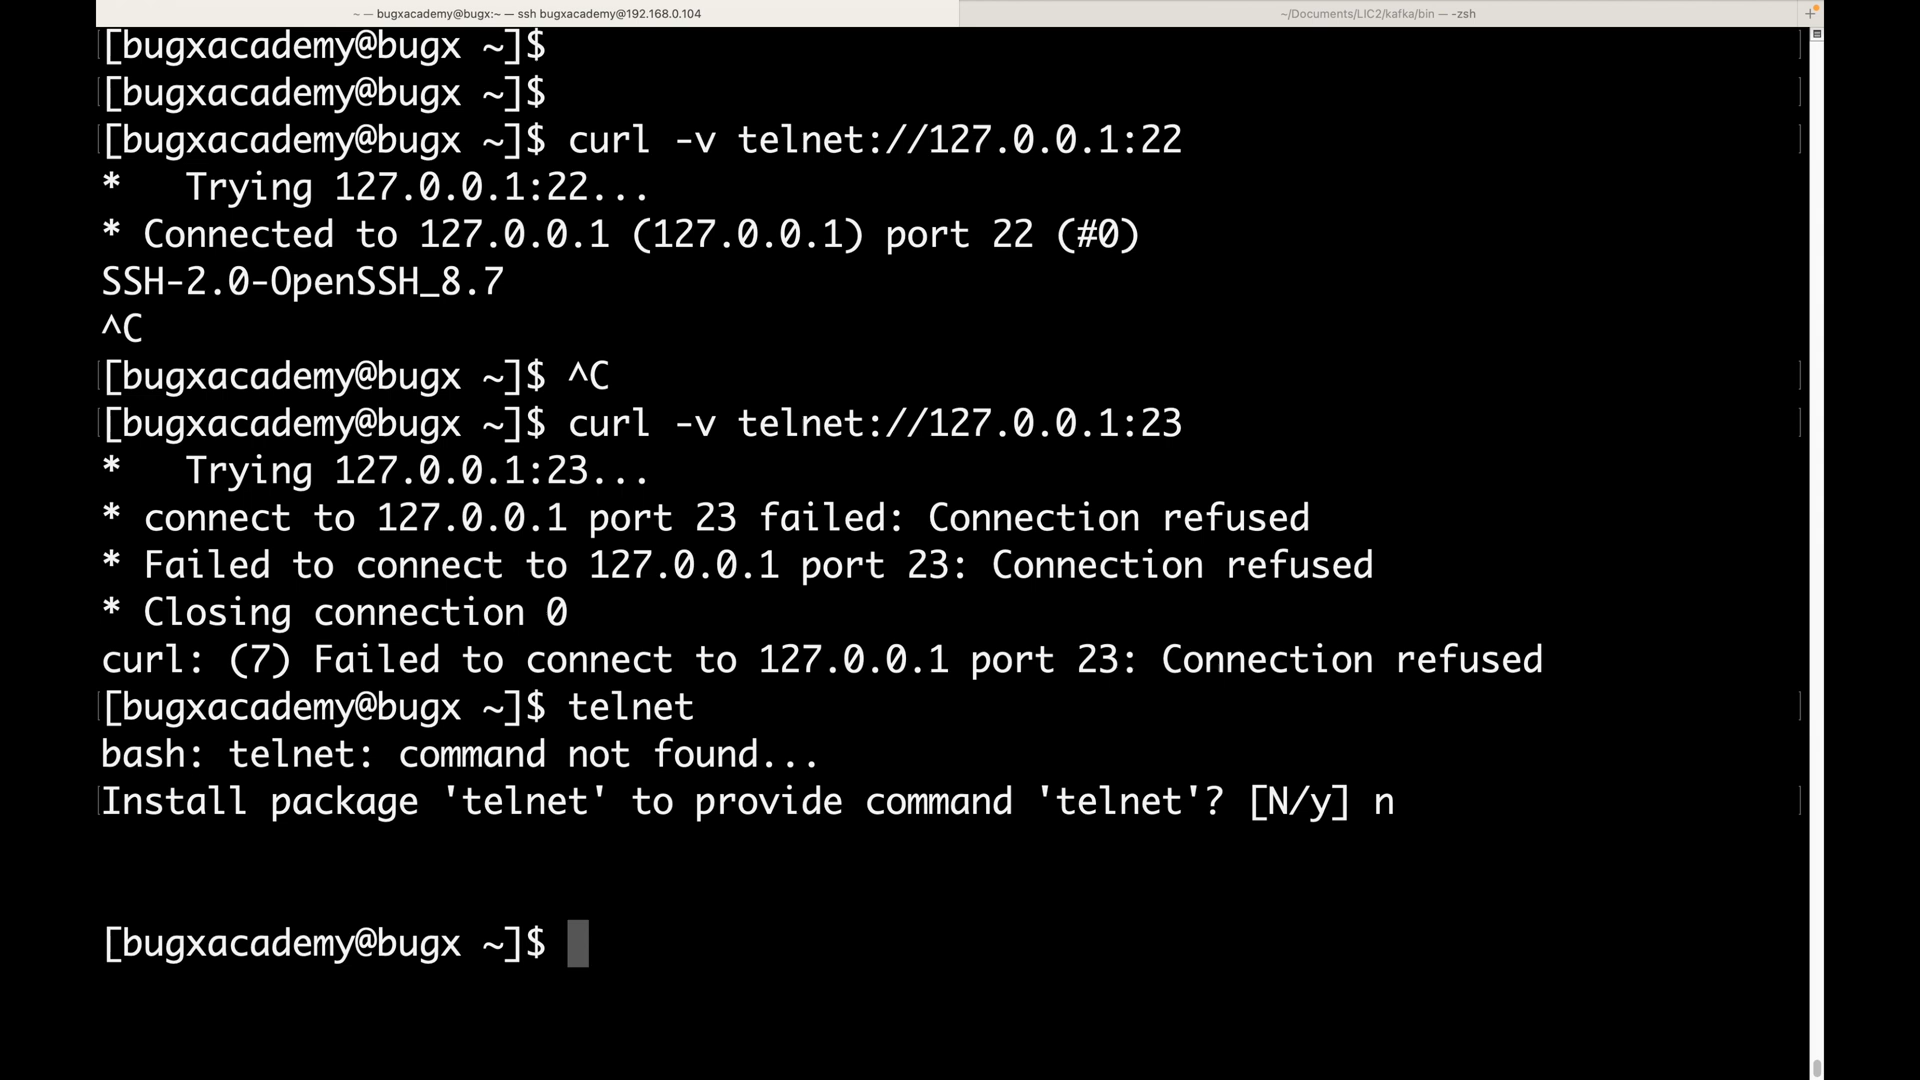 ~ — bugxacademy@bugx:~ — ssh bugxacademy@192.168.0.104
~/Documents/LIC2/kafka/bin — -zsh
[bugxacademy@bugx ~]$
[bugxacademy@bugx ~]$
[bugxacademy@bugx ~]$ curl -v telnet://127.0.0.1:22
*   Trying 127.0.0.1:22...
* Connected to 127.0.0.1 (127.0.0.1) port 22 (#0)
SSH-2.0-OpenSSH_8.7
^C
[bugxacademy@bugx ~]$ ^C
[bugxacademy@bugx ~]$ curl -v telnet://127.0.0.1:23
*   Trying 127.0.0.1:23...
* connect to 127.0.0.1 port 23 failed: Connection refused
* Failed to connect to 127.0.0.1 port 23: Connection refused
* Closing connection 0
curl: (7) Failed to connect to 127.0.0.1 port 23: Connection refused
[bugxacademy@bugx ~]$ telnet
bash: telnet: command not found...
Install package 'telnet' to provide command 'telnet'? [N/y] n
[bugxacademy@bugx ~]$